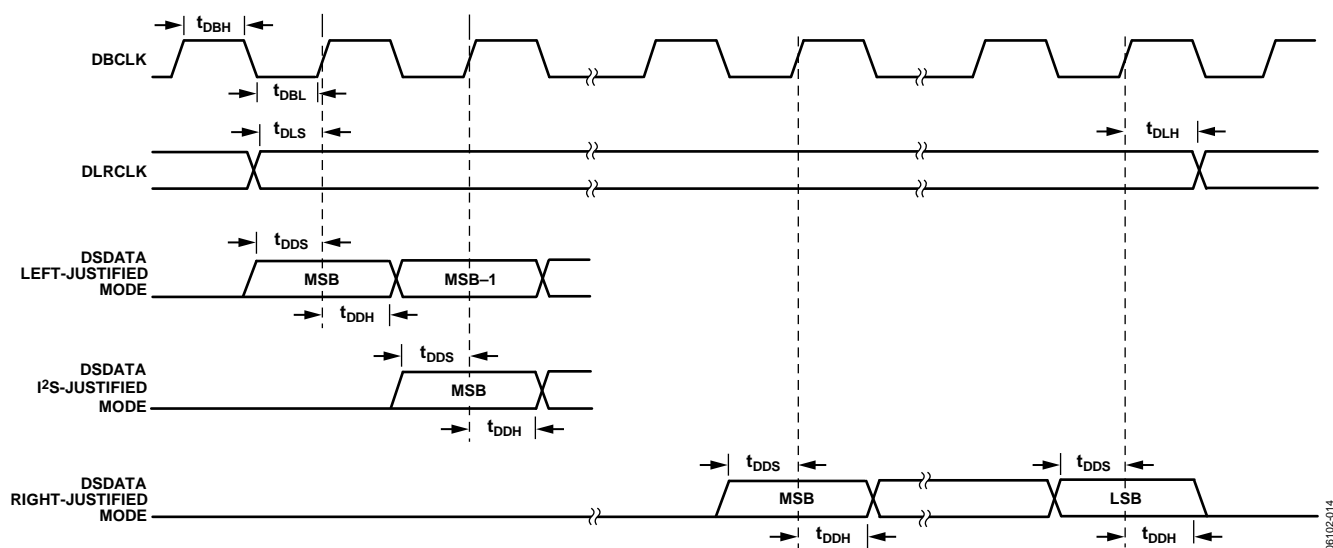 tDBH
DBCLK
tDBL
tDLS
tDLH
DLRCLK
tDDS
DSDATA
LEFT-JUSTIFIED
MODE
MSB
MSB–1
tDDH
tDDS
DSDATA
I2S-JUSTIFIED
MODE
MSB
tDDH
tDDS
tDDS
DSDATA
RIGHT-JUSTIFIED
MODE
MSB
LSB
tDDH
tDDH
06102-014